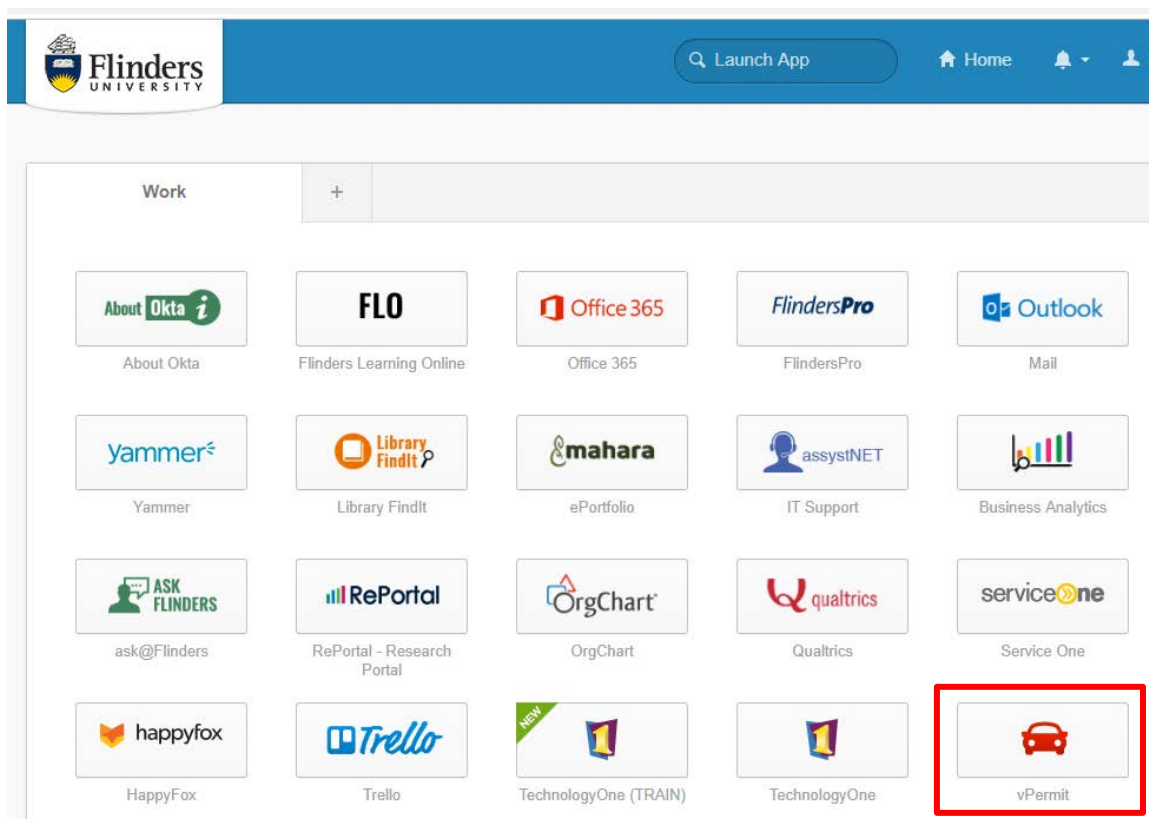 Flinders
UNIVERSITY
Launch App
Home
Work
+
About Okta i
FLO
Office 365
FlindersPro
Outlook
About Okta
Flinders Learning Online
Office 365
FlindersPro
Mail
yammer
Library
FindIt
mahara
assystNET
Yammer
Library FindIt
ePortfolio
IT Support
Business Analytics
ASK
FLINDERS
RePortal
OrgChart
qualtrics
serviceone
ask@Flinders
RePortal - Research
Portal
OrgChart
Qualtrics
Service One
happyfox
Trello
NEW
1
1
HappyFox
Trello
TechnologyOne (TRAIN)
TechnologyOne
vPermit